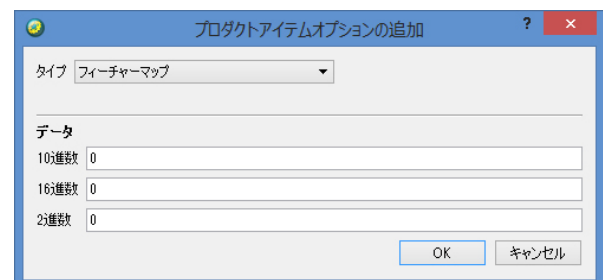 プロダクトアイテムオプションの追加 ? ×
タイプ フィーチャーマップ
データ
10進数 0
16進数 0
2進数 0
OK キャンセル